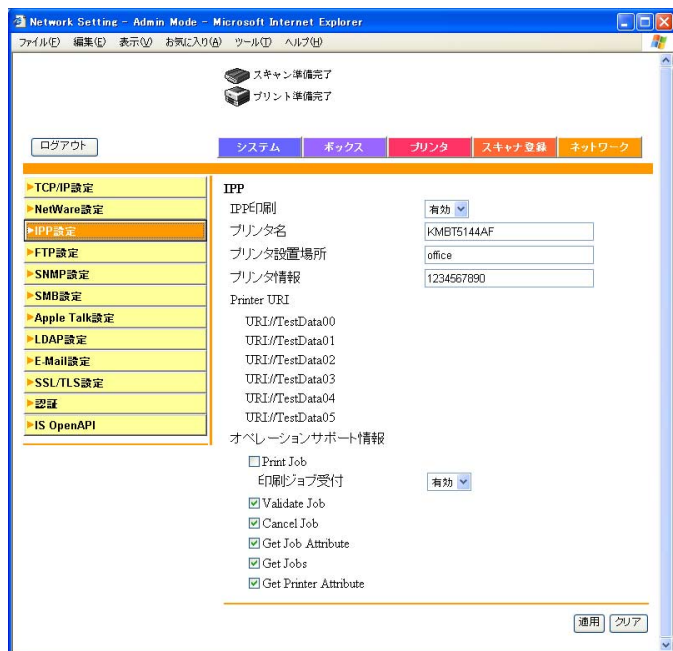 Network Setting - Admin Mode - Microsoft Internet Explorer
ファイル(F) 編集(E) 表示(V) お気に入り(A) ツール(T) ヘルプ(H)
スキャン準備完了
プリント準備完了
ログアウト
システム ボックス プリンタ スキャナ登録 ネットワーク
TCP/IP設定
NetWare設定
IPP設定
FTP設定
SNMP設定
SMB設定
Apple Talk設定
LDAP設定
E-Mail設定
SSL/TLS設定
認証
IS OpenAPI
IPP
IPP印刷 有効
プリンタ名 KMBT5144AF
プリンタ設置場所 office
プリンタ情報 1234567890
Printer URI
URI://TestData00
URI://TestData01
URI://TestData02
URI://TestData03
URI://TestData04
URI://TestData05
オペレーションサポート情報
Print Job
印刷ジョブ受付 有効
Validate Job
Cancel Job
Get Job Attribute
Get Jobs
Get Printer Attribute
適用 クリア